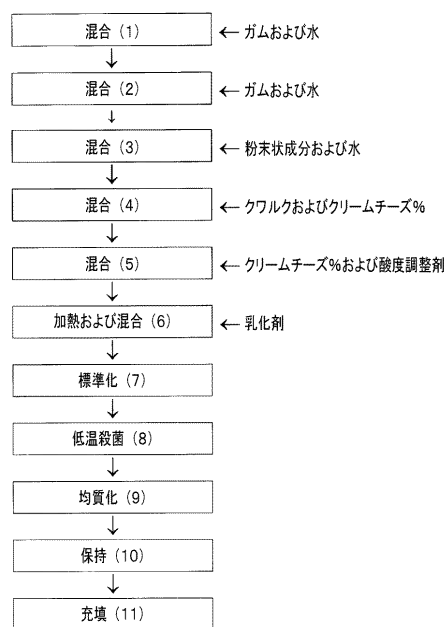 混合 (1) ← ガムおよび水
↓
混合 (2) ← ガムおよび水
↓
混合 (3) ← 粉末状成分および水
↓
混合 (4) ← クワルクおよびクリームチーズ%
↓
混合 (5) ← クリームチーズ%および酸度調整剤
↓
加熱および混合 (6) ← 乳化剤
↓
標準化 (7)
↓
低温殺菌 (8)
↓
均質化 (9)
↓
保持 (10)
↓
充填 (11)